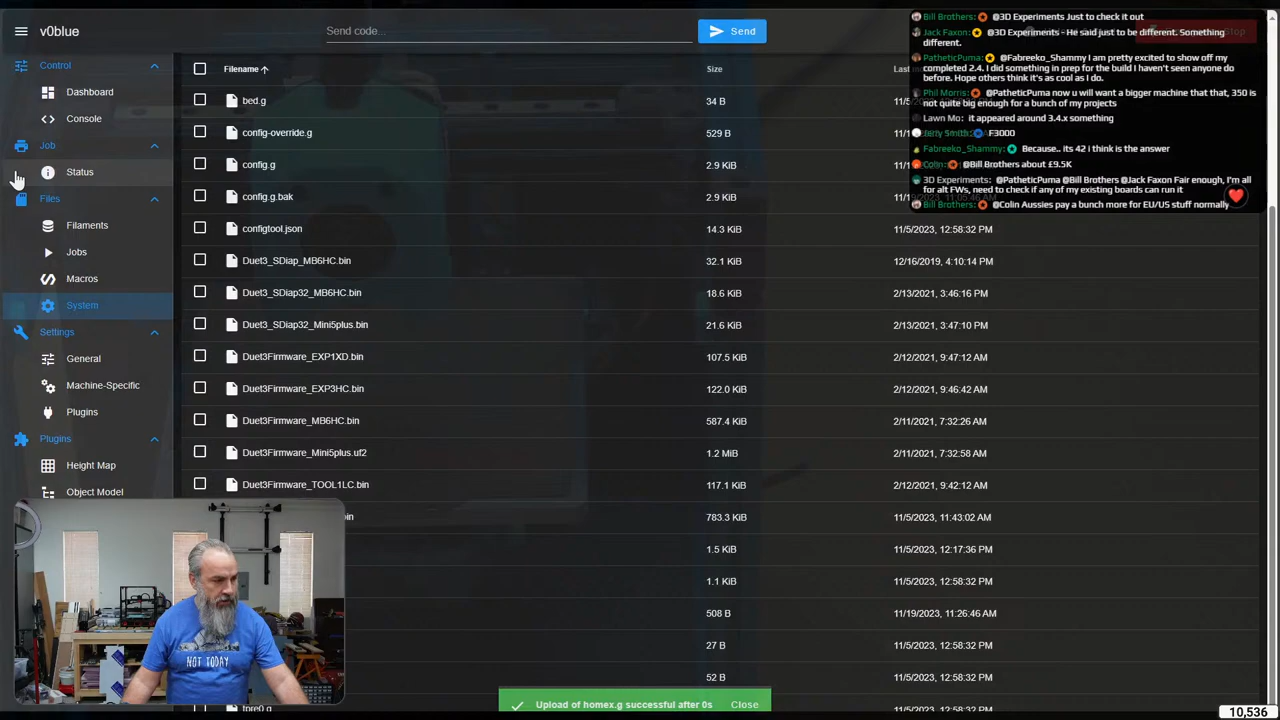 v0blue
Send code...
Send
Control
Dashboard
Console
Job
Status
Files
Filaments
Jobs
Macros
System
Settings
General
Machine-Specific
Plugins
Plugins
Height Map
Object Model
Filename
Size
bed.g
34 B
config-override.g
529 B
config.g
2.9 KiB
config.g.bak
2.9 KiB
configtool.json
14.3 KiB
11/5/2023, 12:58:32 PM
Duet3_SDiap_MB6HC.bin
32.1 KiB
12/16/2019, 4:10:14 PM
Duet3_SDiap32_MB6HC.bin
18.6 KiB
2/13/2021, 3:46:16 PM
Duet3_SDiap32_Mini5plus.bin
21.6 KiB
2/13/2021, 3:47:10 PM
Duet3Firmware_EXP1XD.bin
107.5 KiB
2/12/2021, 9:47:12 AM
Duet3Firmware_EXP3HC.bin
122.0 KiB
2/12/2021, 9:46:42 AM
Duet3Firmware_MB6HC.bin
587.4 KiB
2/11/2021, 7:32:26 AM
Duet3Firmware_Mini5plus.uf2
1.2 MiB
2/11/2021, 7:32:58 AM
Duet3Firmware_TOOL1LC.bin
117.1 KiB
2/12/2021, 9:42:12 AM
783.3 KiB
11/5/2023, 11:43:02 AM
1.5 KiB
11/5/2023, 12:17:36 PM
1.1 KiB
11/5/2023, 12:58:32 PM
508 B
11/19/2023, 11:26:46 AM
27 B
11/5/2023, 12:58:32 PM
52 B
11/5/2023, 12:58:32 PM
Upload of homex.g successful after 0s
Close
Bill Brothers: @3D Experiments Just to check it out
Jack Faxon: @3D Experiments - He said just to be different. Something
different.
PatheticPuma: @Fabreeko_Shammy I am pretty excited to show off my
completed 2.4. I did something in prep for the build I haven't seen anyone do
before. Hope others think it's as cool as I do.
Phil Morris: @PatheticPuma now u will want a bigger machine that that, 350 is
not quite big enough for a bunch of my projects
Lawn Mo: it appeared around 3.4.x something
Jerry Smith: F3000
Fabreeko_Shammy: Because.. its 42 i think is the answer
Colin: @Bill Brothers about £9.5K
3D Experiments: @PatheticPuma @Bill Brothers @Jack Faxon Fair enough, I'm all
for alt FWs, need to check if any of my existing boards can run it
Bill Brothers: @Colin Aussies pay a bunch more for EU/US stuff normally
NOT TODAY
10,536